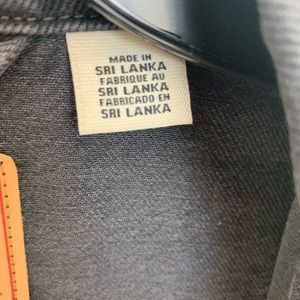 MADE IN
SRI LANKA
FABRIQUE AU
SRI LANKA
FABRICADO EN
SRI LANKA